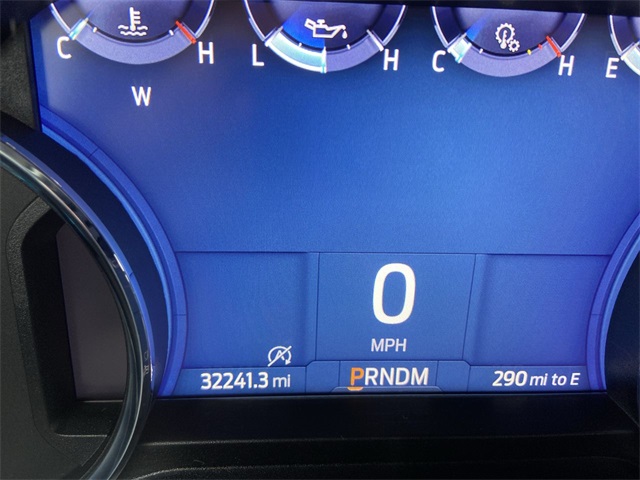 C H L H C H E
W
0
MPH
32241.3 mi PRNDM 290 mi to E